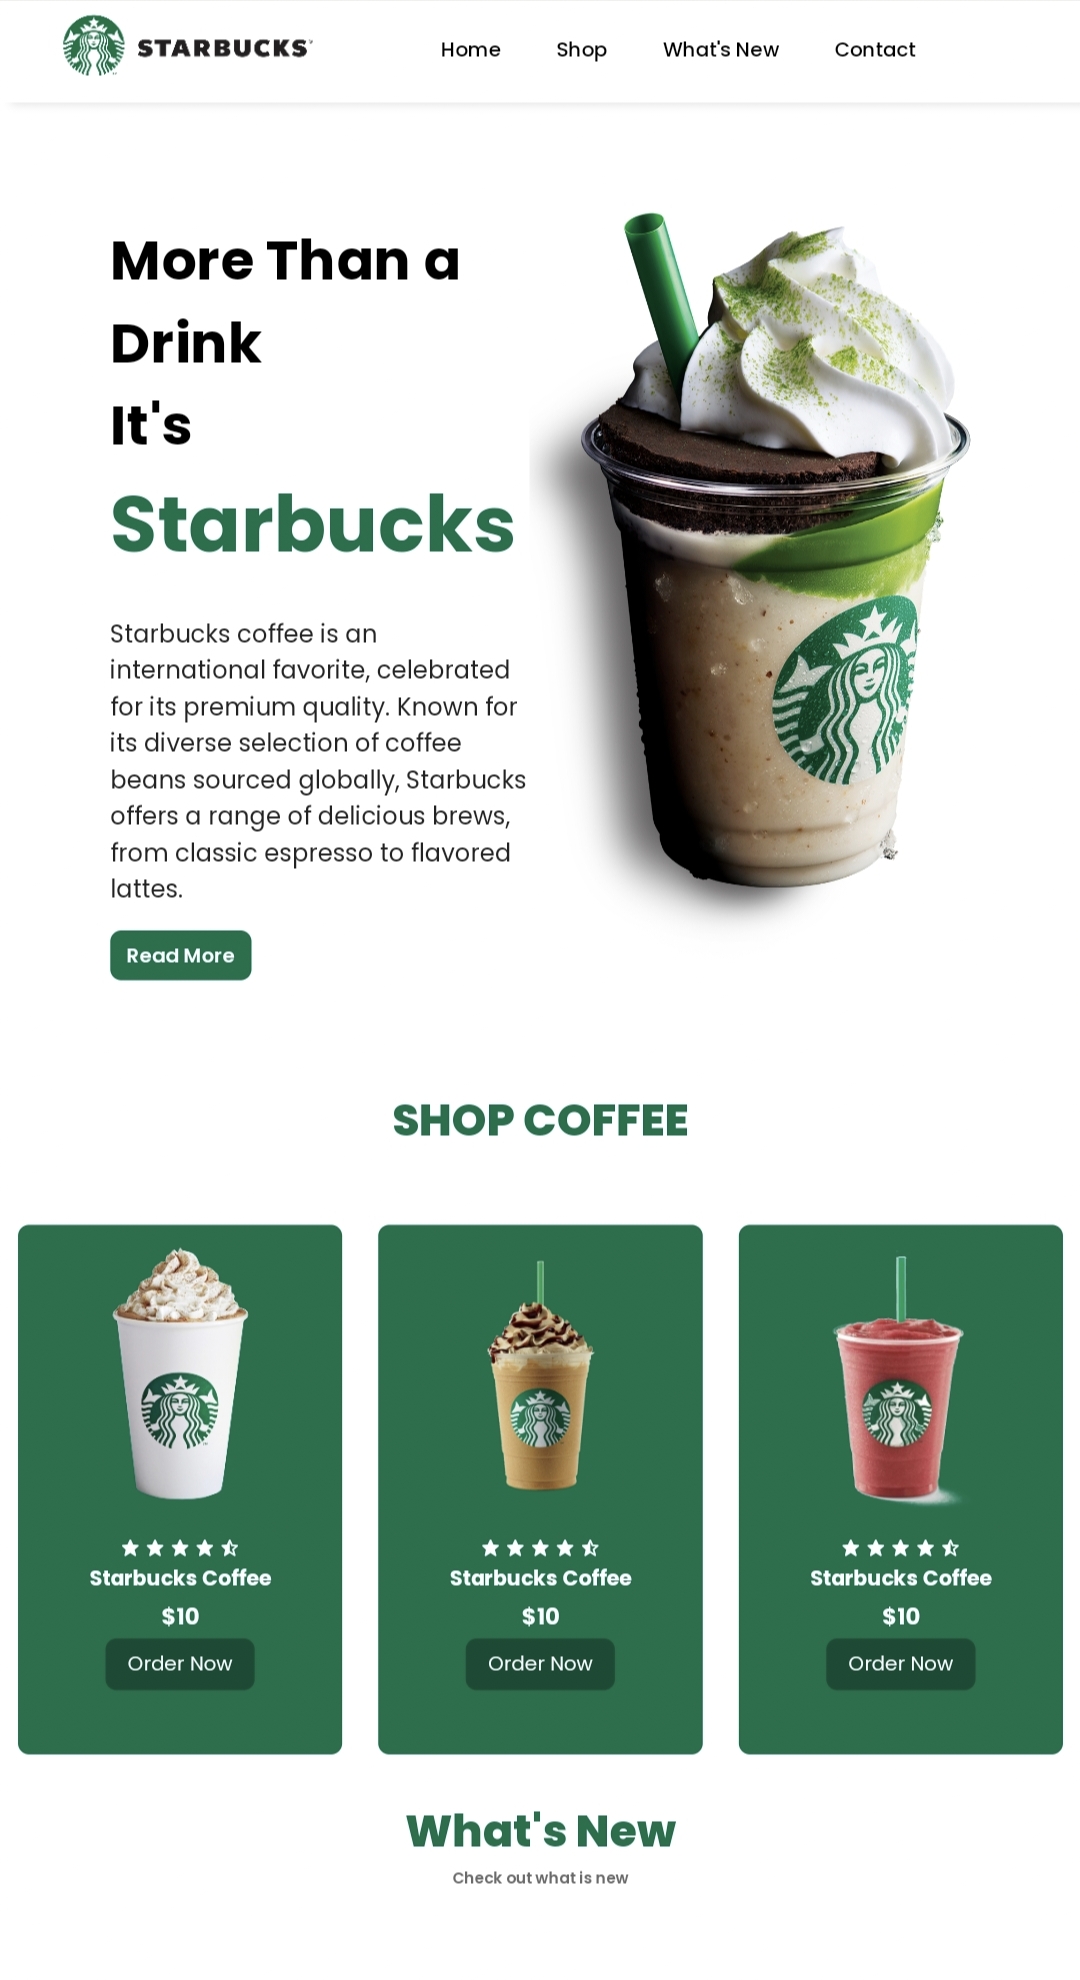 STARBUCKS
Home Shop What's New Contact
More Than a
Drink
It's
Starbucks
Starbucks coffee is an
international favorite, celebrated
for its premium quality. Known for
its diverse selection of coffee
beans sourced globally, Starbucks
offers a range of delicious brews,
from classic espresso to flavored
lattes.
Read More
SHOP COFFEE
Starbucks Coffee
$10
Order Now
Starbucks Coffee
$10
Order Now
Starbucks Coffee
$10
Order Now
What's New
Check out what is new